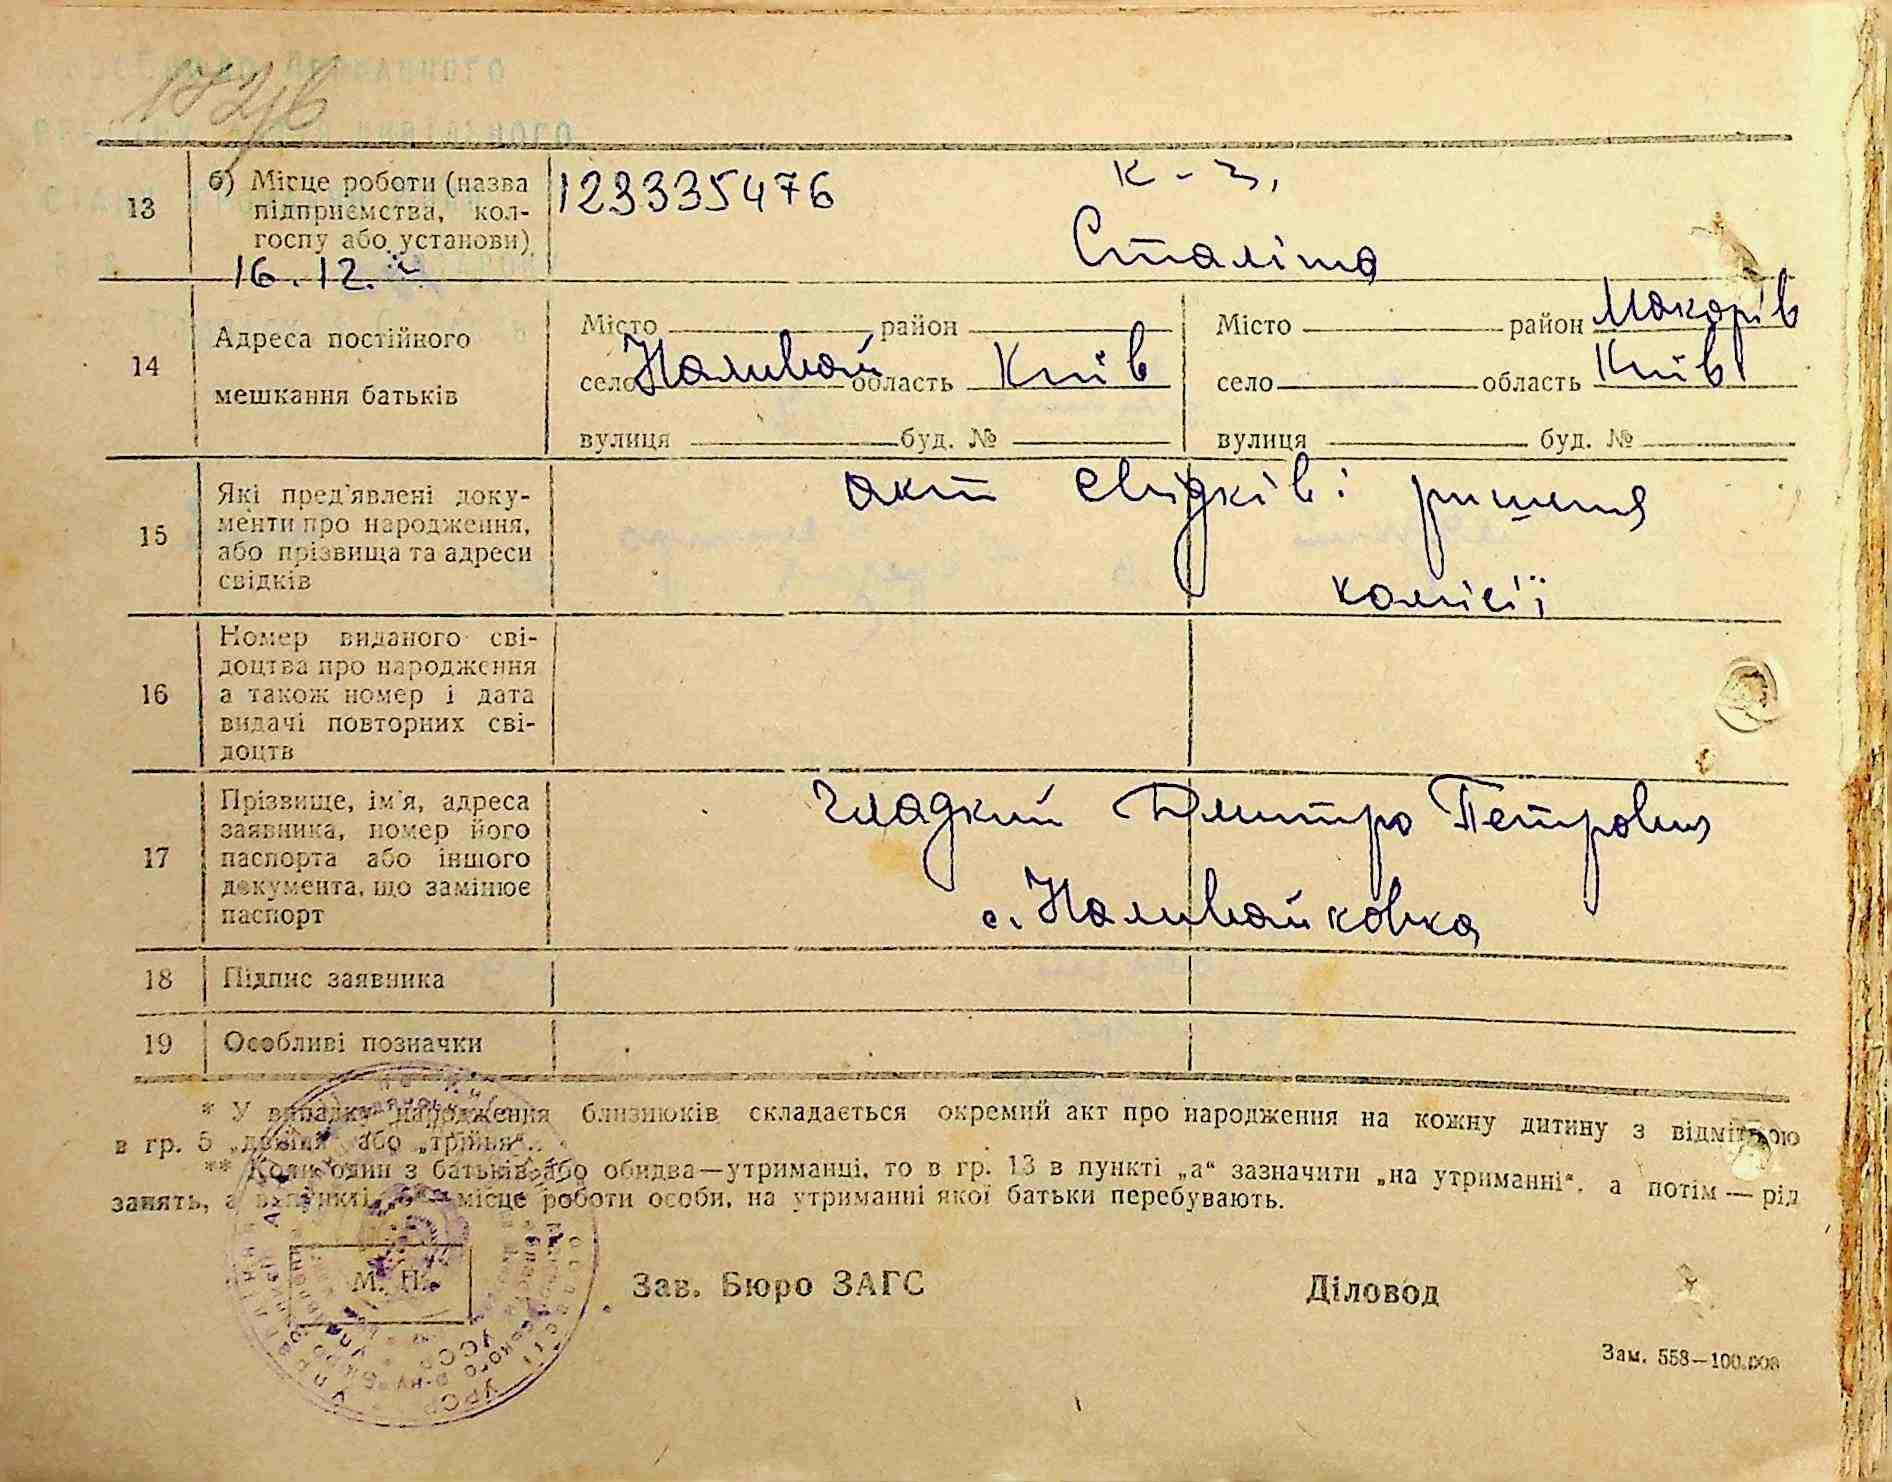 13
б) Місце роботи (назва
підприємства, кол-
госпу або установи)
123335476
к-з,
Сталіна
16.12.
14
Адреса постійного
мешкання батьків
Місто район
село Наливай область Київ
вулиця буд. №
Місто район Макарів
село область Київ
вулиця буд. №
15
Які пред'явлені доку-
менти про народження,
або прізвища та адреси
свідків
акт свідків і ришення
комісії
16
Номер виданого сві-
доцтва про народження
а також номер і дата
видачі повторних сві-
доцтв
17
Прізвище, ім'я, адреса
заявника, номер його
паспорта або іншого
документа, що замінює
паспорт
Гладкий Дмитро Петрович
с. Наливайковка
18
Підпис заявника
19
Особливі позначки
* У випадку народження близнюків складається окремий акт про народження на кожну дитину з відміткою
в гр. 5 „двійня" або „трійня".
** Коли один з батьків або обидва—утриманці, то в гр. 13 в пункті „а" зазначити „на утриманні", а потім — рід
занять, а в пункті „б"— місце роботи особи, на утриманні якої батьки перебувають.
М. П.
Зав. Бюро ЗАГС
Діловод
Зам. 558—100.000